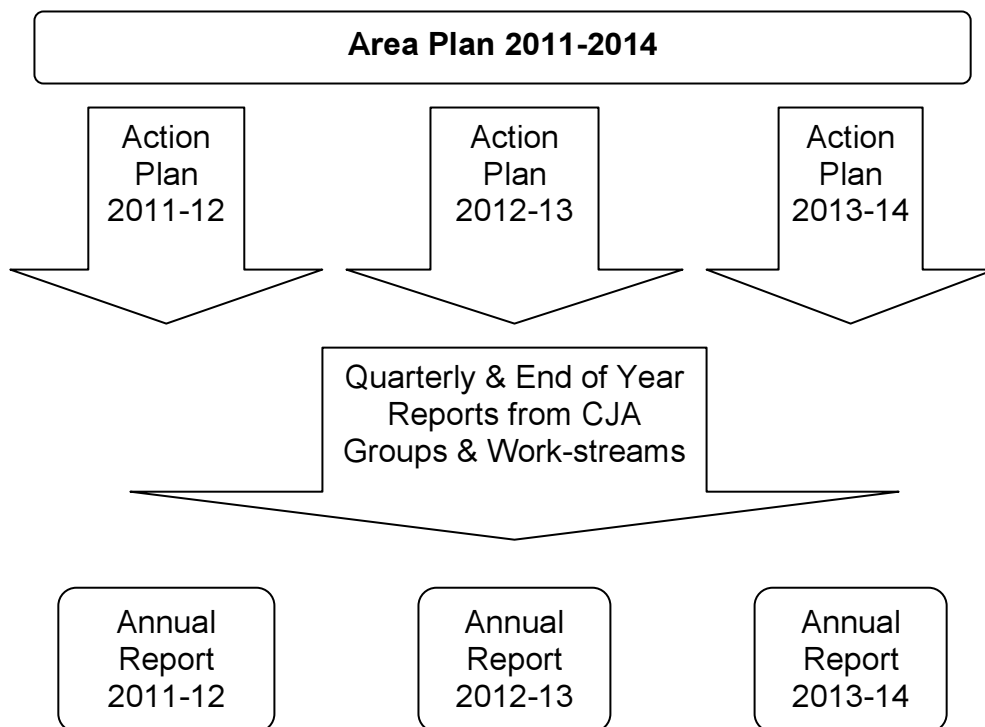 Area Plan 2011-2014
Action
Plan
2011-12
Action
Plan
2012-13
Action
Plan
2013-14
Quarterly & End of Year
Reports from CJA
Groups & Work-streams
Annual
Report
2011-12
Annual
Report
2012-13
Annual
Report
2013-14